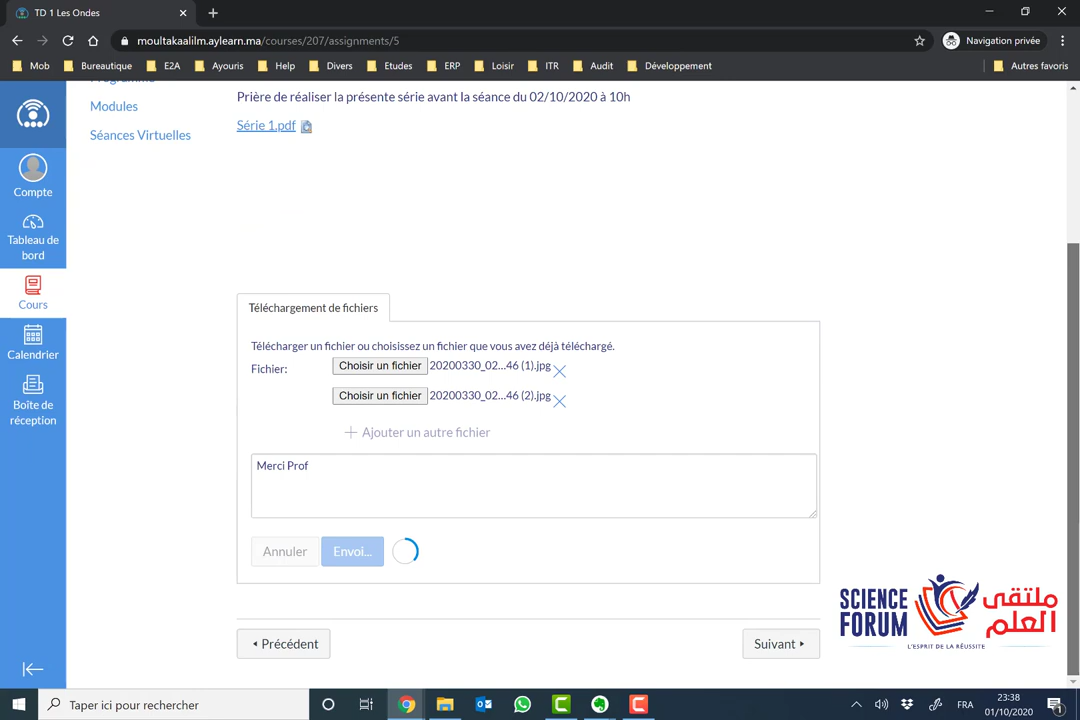 TD 1 Les Ondes
moultakaalilm.aylearn.ma/courses/207/assignments/5
Navigation privée
Mob
Bureautique
E2A
Ayouris
Help
Divers
Etudes
ERP
Loisir
ITR
Audit
Développement
Autres favoris
Modules
Séances Virtuelles
Compte
Tableau de
bord
Cours
Calendrier
Boîte de
réception
Prière de réaliser la présente série avant la séance du 02/10/2020 à 10h
Série 1.pdf
Téléchargement de fichiers
Télécharger un fichier ou choisissez un fichier que vous avez déjà téléchargé.
Fichier:
Choisir un fichier 20200330_02...46 (1).jpg
Choisir un fichier 20200330_02...46 (2).jpg
Ajouter un autre fichier
Merci Prof
Annuler
Envoi...
Précédent
Suivant
SCIENCE
FORUM
ملتقى
العلم
L'ESPRIT DE LA RÉUSSITE
Taper ici pour rechercher
FRA
23:38
01/10/2020
1